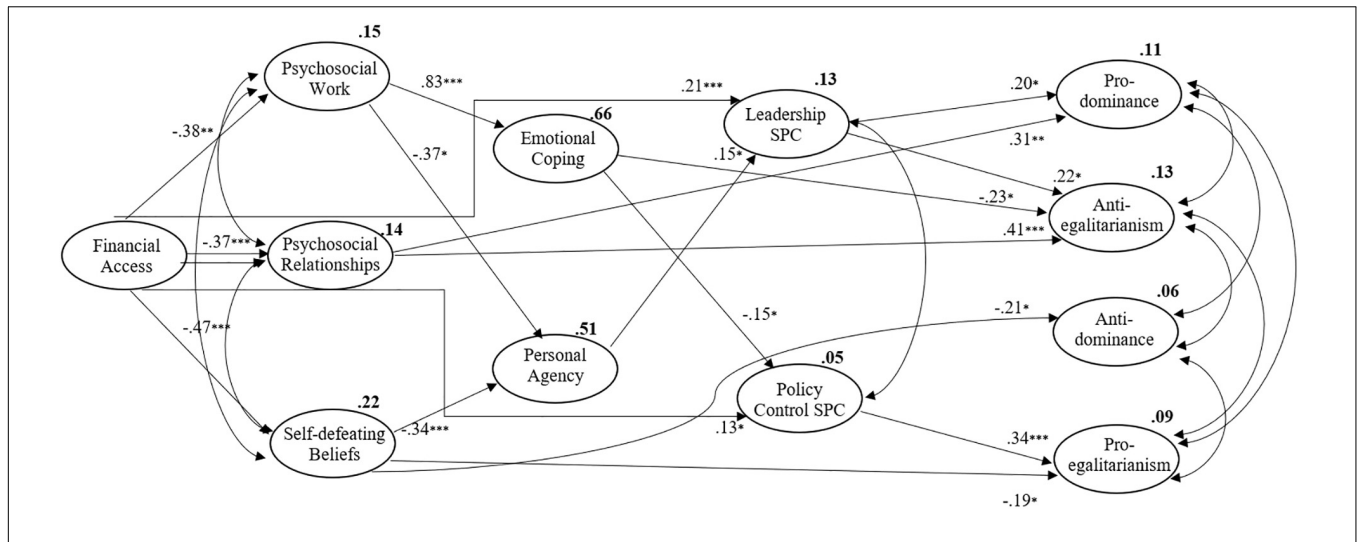 .15
Psychosocial
Work
.83***
-.38**
-.37*
.66
Emotional
Coping
.21***
.13
Leadership
SPC
.15*
.11
Pro-
dominance
.20*
.31**
.22*
-.23*
.41***
.13
Anti-
egalitarianism
Financial
Access
-.37***
.14
Psychosocial
Relationships
-.47***
.51
Personal
Agency
-.15*
-.21*
.06
Anti-
dominance
.22
Self-defeating
Beliefs
-.34***
.05
Policy
Control SPC
.13*
.34***
.09
Pro-
egalitarianism
-.19*